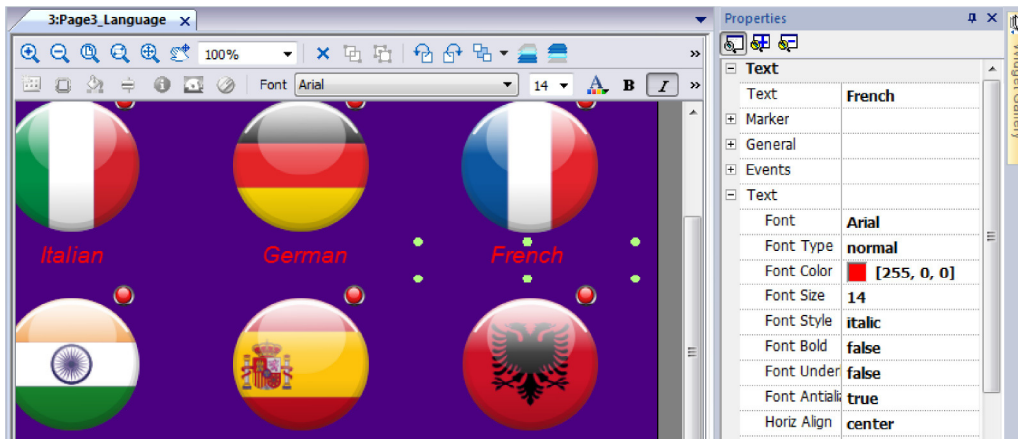 3:Page3_Language x
Properties
100%
Font Arial 14 A B I
Text
Text French
Marker
General
Events
Text
Font Arial
Font Type normal
Font Color [255, 0, 0]
Font Size 14
Font Style italic
Font Bold false
Font Under false
Font Antiali true
Horiz Align center
Italian German French
Widget Gallery